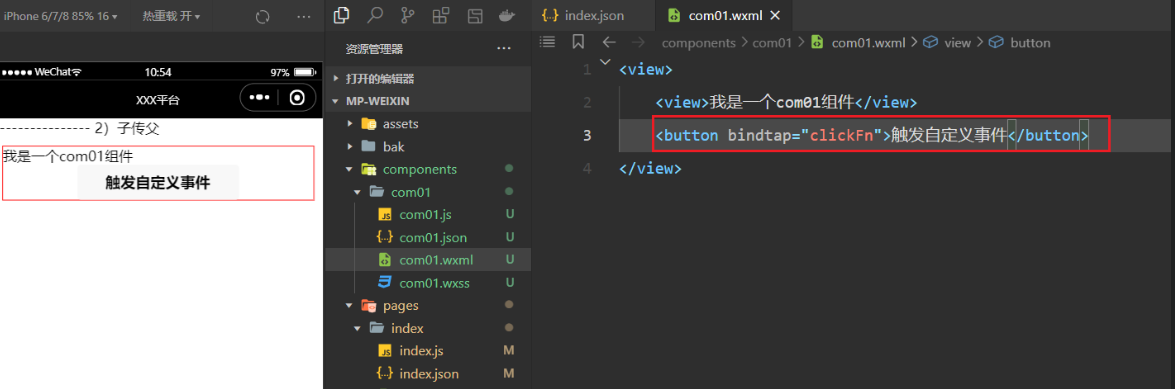 iPhone 6/7/8 85% 16 热重载 开
WeChat 10:54 97%
XXX平台
--------------- 2）子传父
我是一个com01组件
触发自定义事件
资源管理器
打开的编辑器
MP-WEIXIN
assets
bak
components
com01
com01.js U
com01.json U
com01.wxml U
com01.wxss U
pages
index
index.js M
index.json M
index.json com01.wxml
components > com01 > com01.wxml > view > button
1 <view>
2 <view>我是一个com01组件</view>
3 <button bindtap="clickFn">触发自定义事件</button>
4 </view>